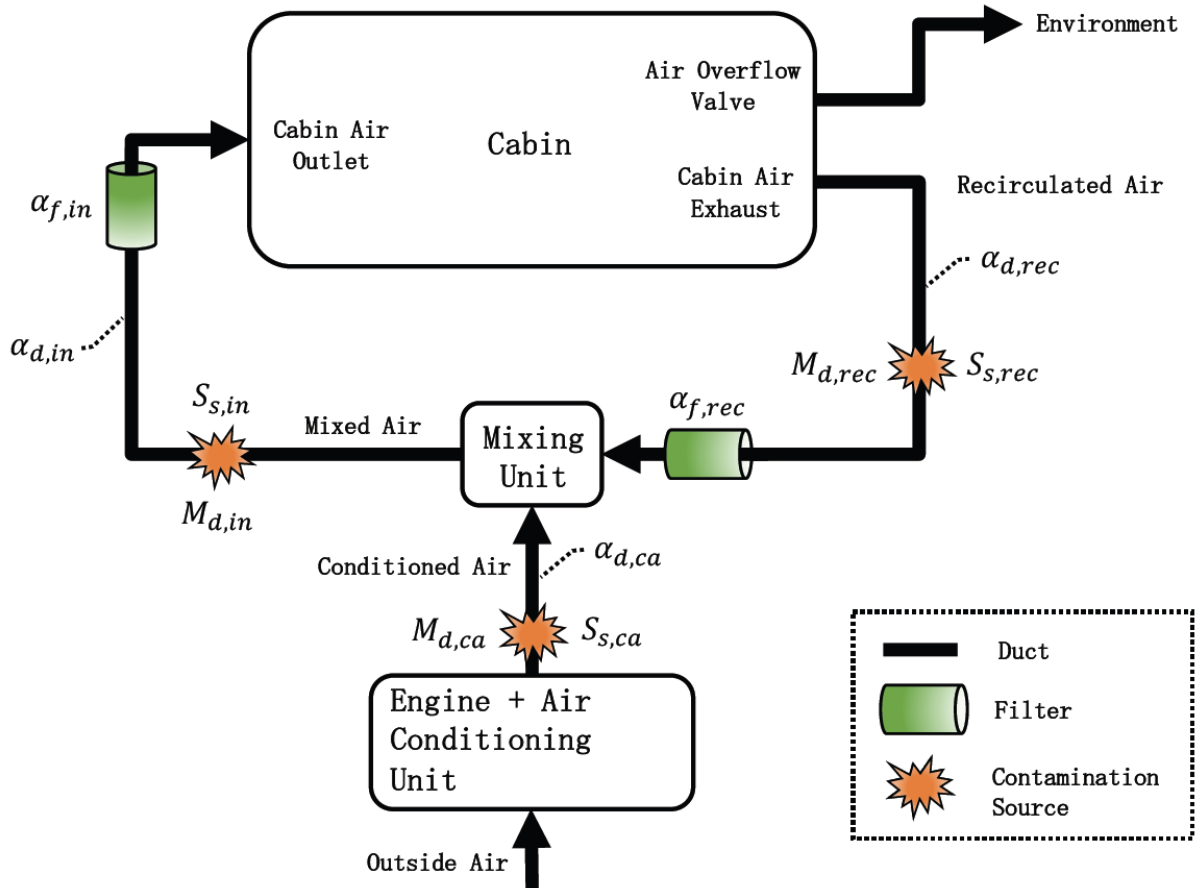 Environment
Air Overflow
Valve
Cabin Air
Outlet
Cabin
Cabin Air
Exhaust
Recirculated Air
α_{f,in}
α_{d,rec}
α_{d,in}
M_{d,rec}
S_{s,rec}
S_{s,in}
α_{f,rec}
Mixed Air
Mixing
Unit
M_{d,in}
Conditioned Air
α_{d,ca}
M_{d,ca}
S_{s,ca}
Engine + Air
Conditioning
Unit
Outside Air
Duct
Filter
Contamination
Source